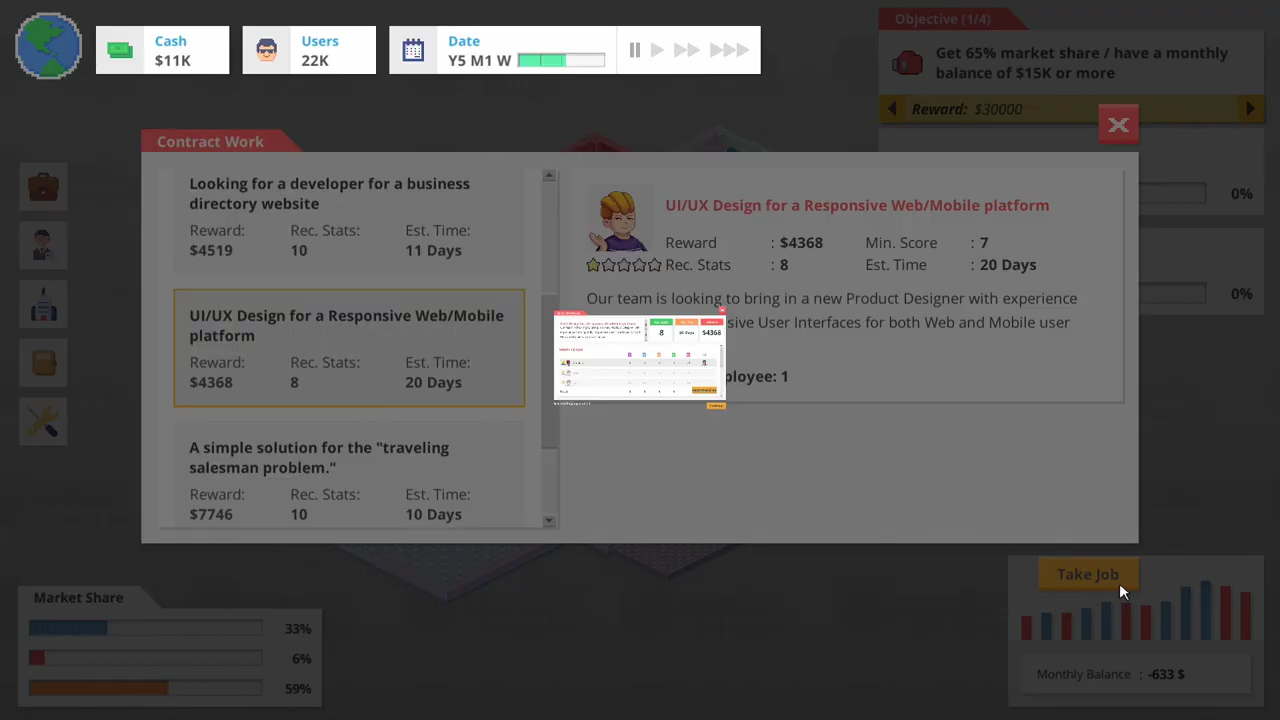 Cash
$11K
Users
22K
Date
Y5 M1 W
Objective (1/4)
Get 65% market share / have a monthly
balance of $15K or more
Reward: $30000
0%
0%
Contract Work
Looking for a developer for a business
directory website
Reward: Rec. Stats: Est. Time:
$4519 10 11 Days
UI/UX Design for a Responsive Web/Mobile
platform
Reward: Rec. Stats: Est. Time:
$4368 8 20 Days
A simple solution for the "traveling
salesman problem."
Reward: Rec. Stats: Est. Time:
$7746 10 10 Days
UI/UX Design for a Responsive Web/Mobile platform
Reward : $4368 Min. Score : 7
Rec. Stats : 8 Est. Time : 20 Days
Our team is looking to bring in a new Product Designer with experience
sive User Interfaces for both Web and Mobile user
ployee: 1
8
20 Days
$4368
Take Job
Market Share
33%
6%
59%
Monthly Balance : -633 $